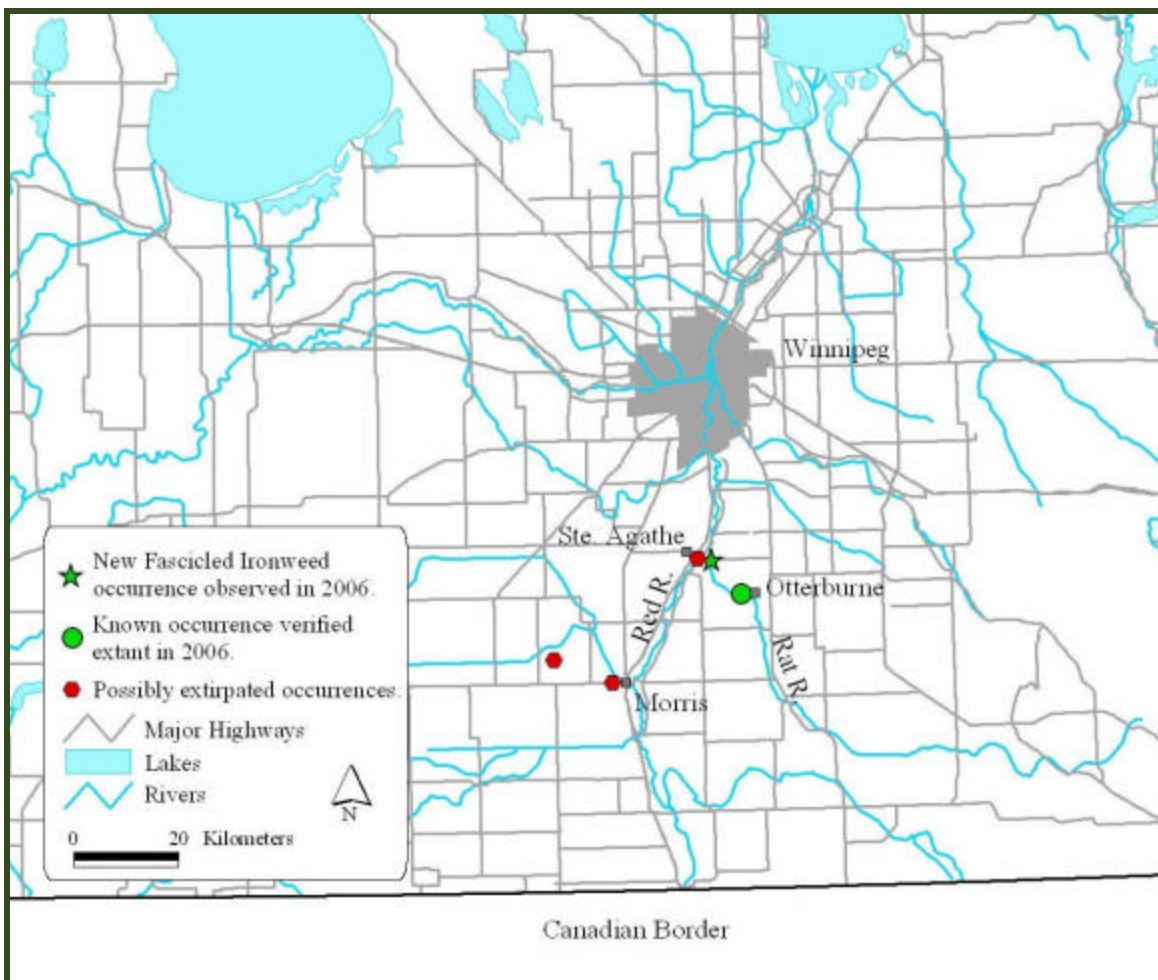 Winnipeg
Ste. Agathe
Otterburne
Red R.
Rat R.
Morris
New Fascicled Ironweed
occurrence observed in 2006.
Known occurrence verified
extant in 2006.
Possibly extirpated occurrences.
Major Highways
Lakes
Rivers
N
0 20 Kilometers
Canadian Border